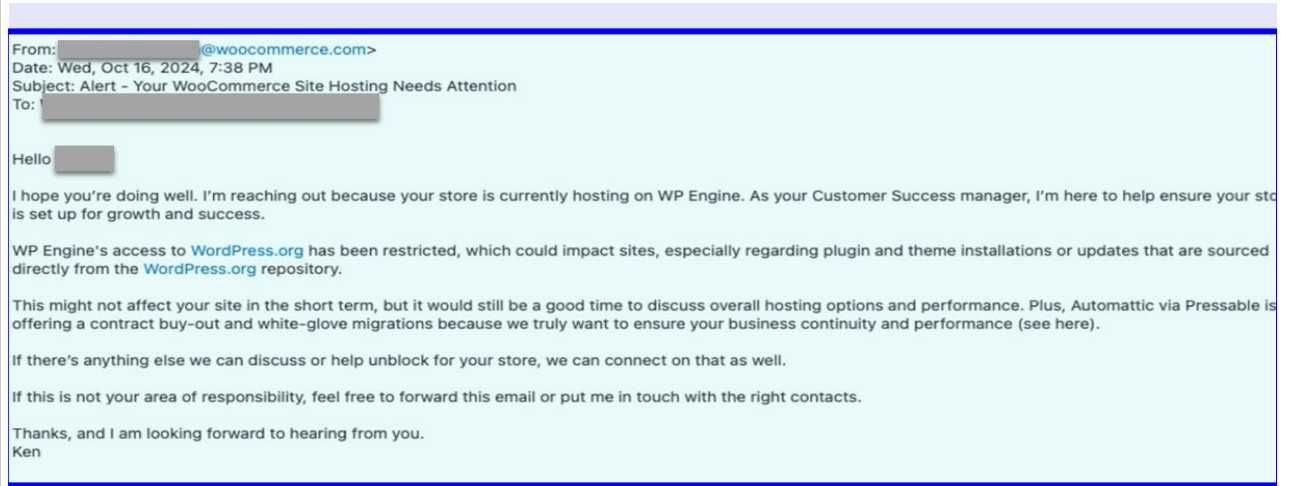 From: @woocommerce.com>
Date: Wed, Oct 16, 2024, 7:38 PM
Subject: Alert - Your WooCommerce Site Hosting Needs Attention
To:
Hello
I hope you're doing well. I'm reaching out because your store is currently hosting on WP Engine. As your Customer Success manager, I'm here to help ensure your sto
is set up for growth and success.
WP Engine's access to WordPress.org has been restricted, which could impact sites, especially regarding plugin and theme installations or updates that are sourced
directly from the WordPress.org repository.
This might not affect your site in the short term, but it would still be a good time to discuss overall hosting options and performance. Plus, Automattic via Pressable is
offering a contract buy-out and white-glove migrations because we truly want to ensure your business continuity and performance (see here).
If there's anything else we can discuss or help unblock for your store, we can connect on that as well.
If this is not your area of responsibility, feel free to forward this email or put me in touch with the right contacts.
Thanks, and I am looking forward to hearing from you.
Ken